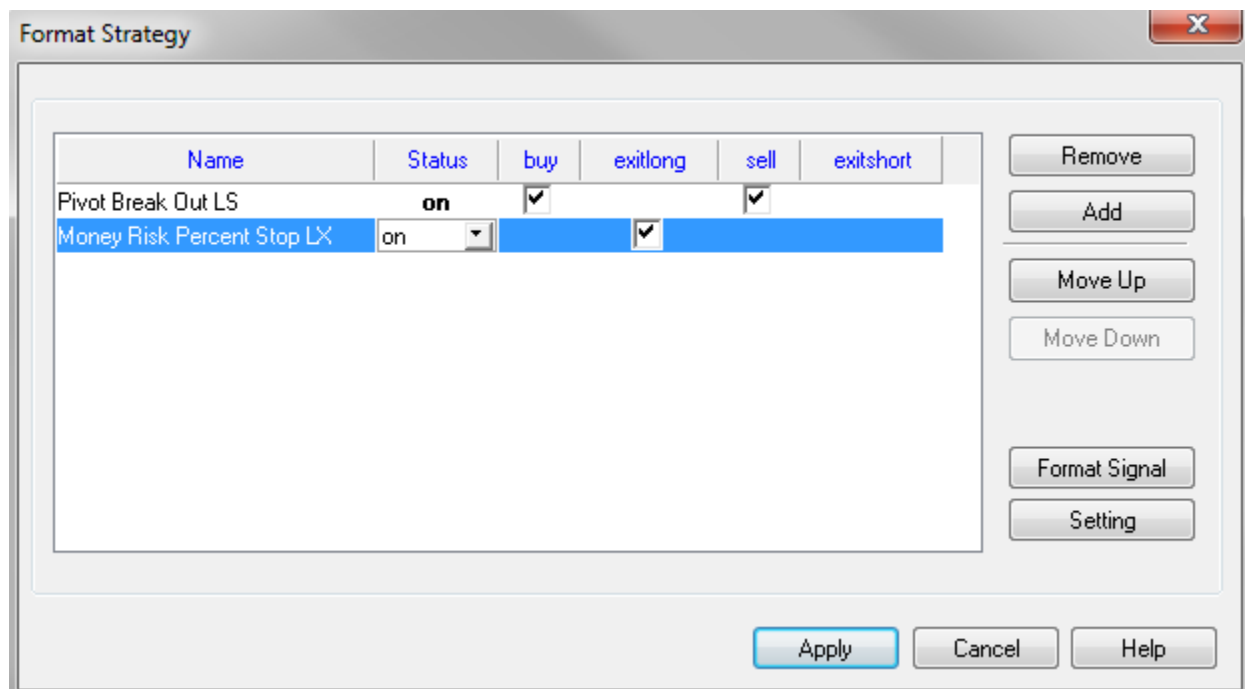 Format Strategy
Name Status buy exitlong sell exitshort
Pivot Break Out LS on
Money Risk Percent Stop LX on
Remove
Add
Move Up
Move Down
Format Signal
Setting
Apply Cancel Help